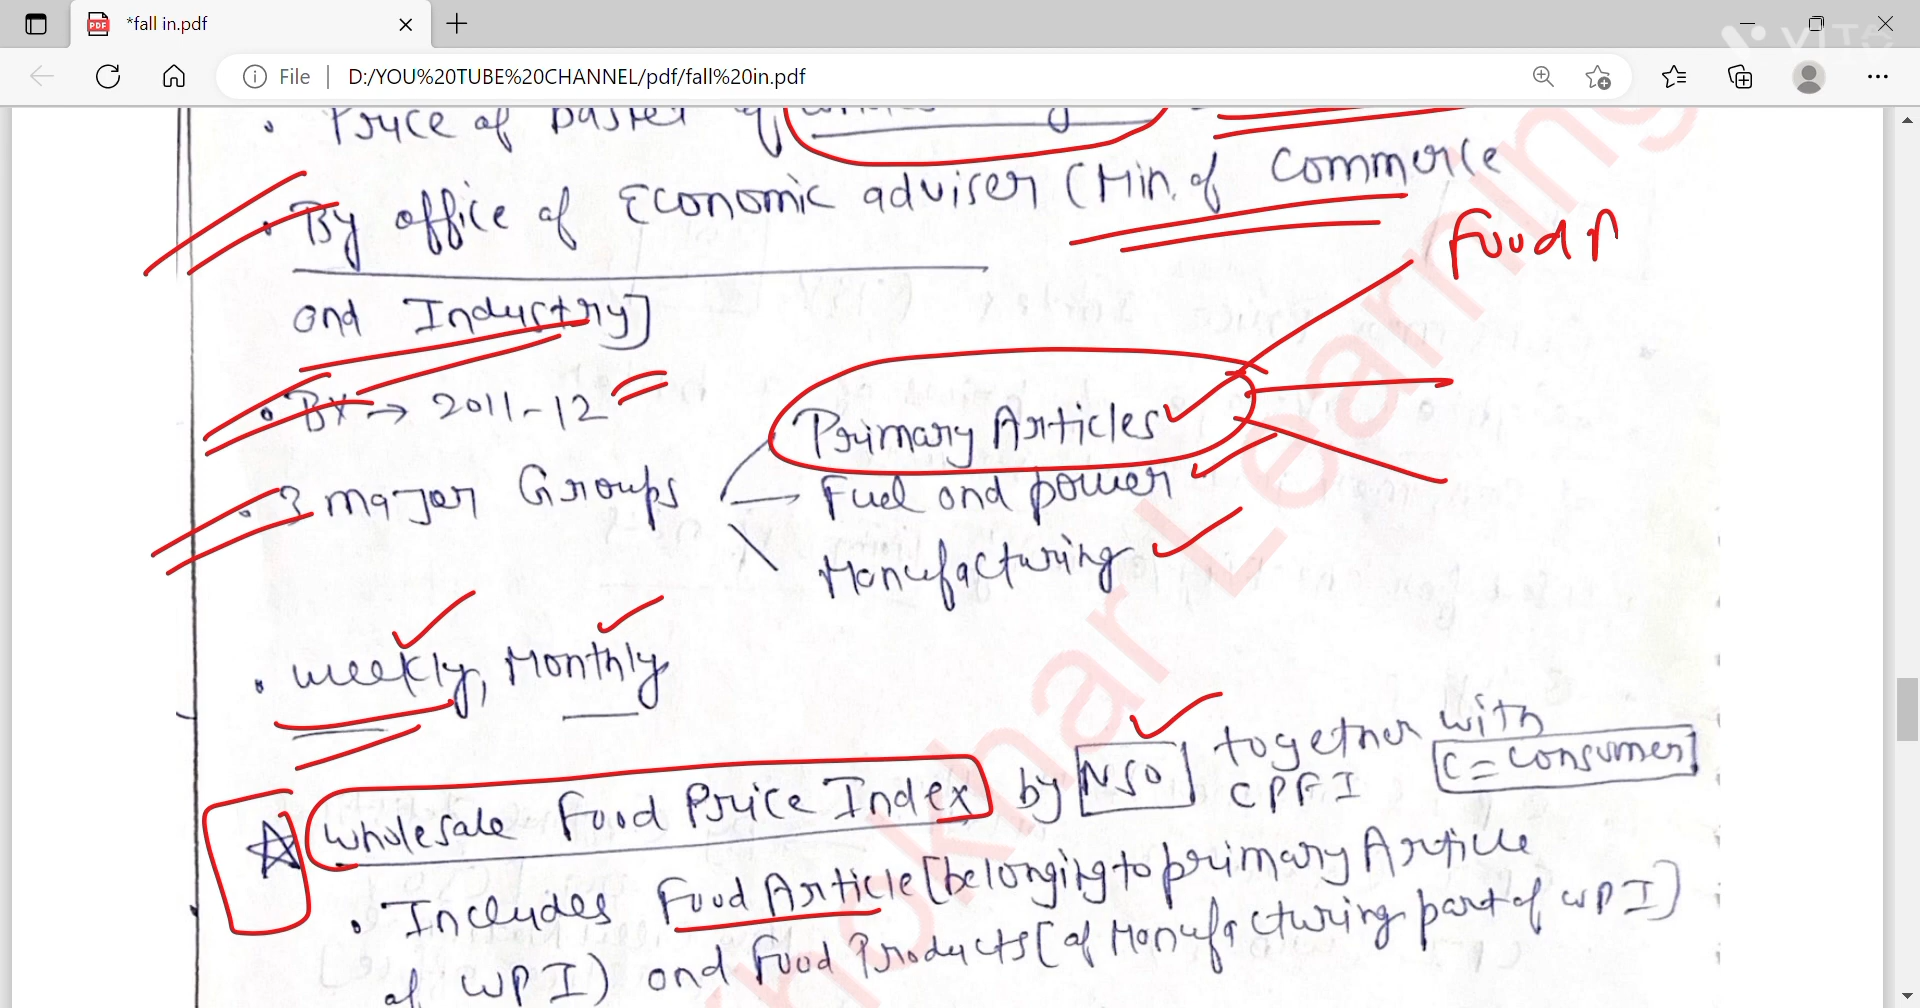 *fall in.pdf
File | D:/YOU%20TUBE%20CHANNEL/pdf/fall%20in.pdf
• Price of basket of
• By office of Economic adviser (Min. of Commerce
and Industry]
Food A
• BY → 2011-12
Primary Articles
• 3 major Groups
Fuel and power
Manufacturing
• weekly, Monthly
Wholesale Food Price Index by NSO together with
CPFI [C = Consumer]
• Includes Food Article [belonging to primary Article
of WPI) and Food Products [of Manufacturing part of WPI]
Khokhar Learning